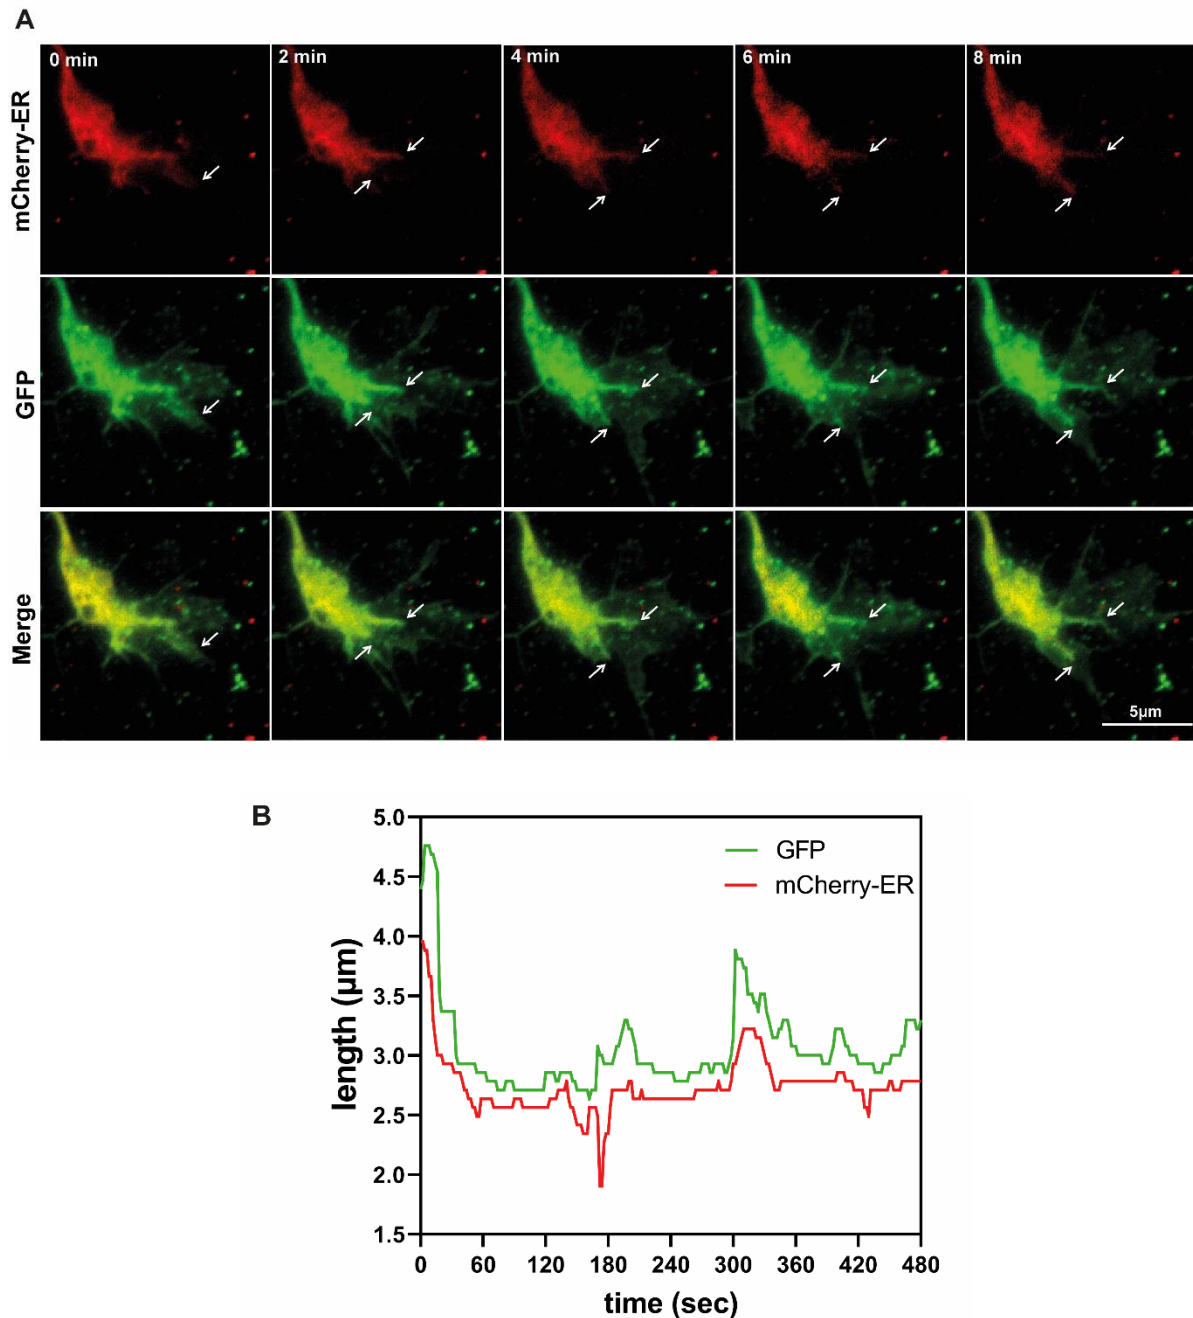 A
0 min
2 min
4 min
6 min
8 min
mCherry-ER
GFP
Merge
5µm
B
5.0
4.5
4.0
3.5
3.0
2.5
2.0
1.5
length (µm)
GFP
mCherry-ER
0 60 120 180 240 300 360 420 480
time (sec)